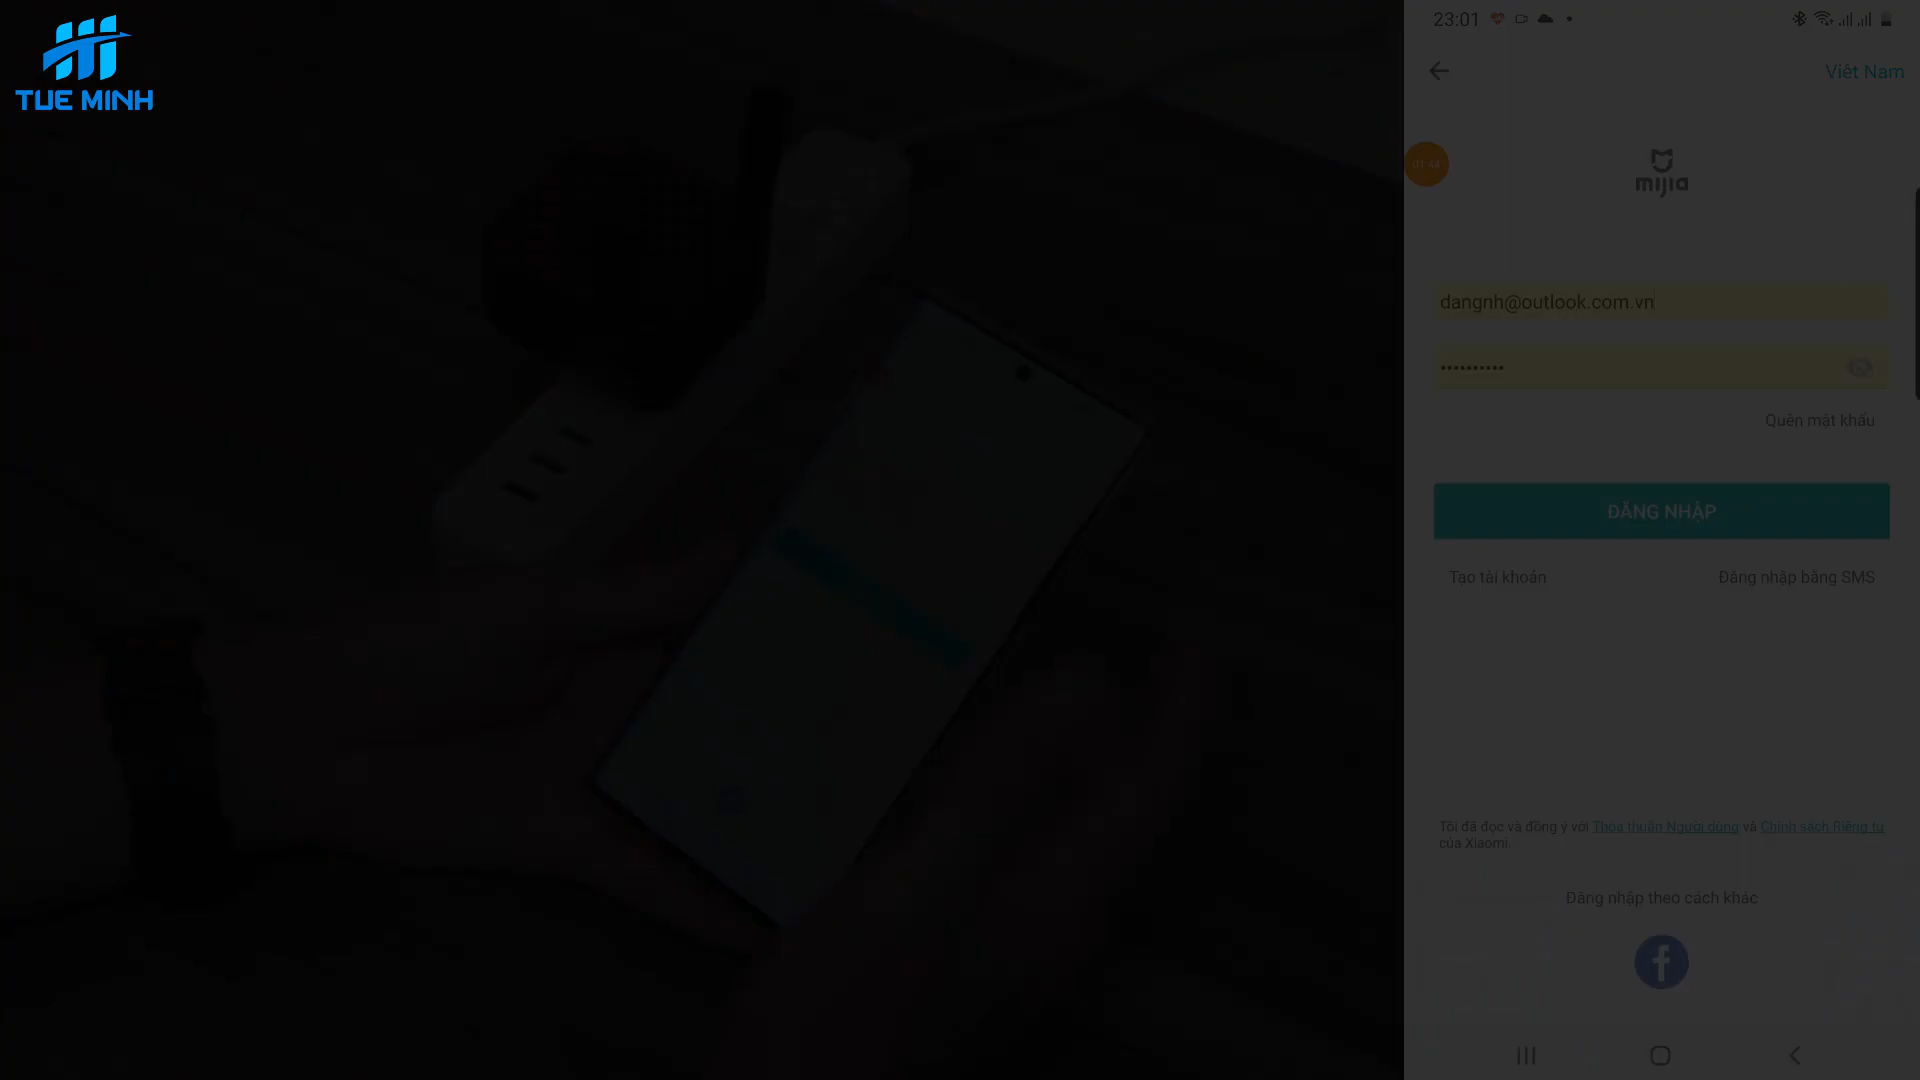 TUE MINH
23:01
Việt Nam
01:44
mijia
dangnh@outlook.com.vn
••••••••••
Quên mật khẩu
ĐĂNG NHẬP
Tạo tài khoản
Đăng nhập bằng SMS
Tôi đã đọc và đồng ý với Thỏa thuận Người dùng và Chính sách Riêng tư
của Xiaomi.
Đăng nhập theo cách khác